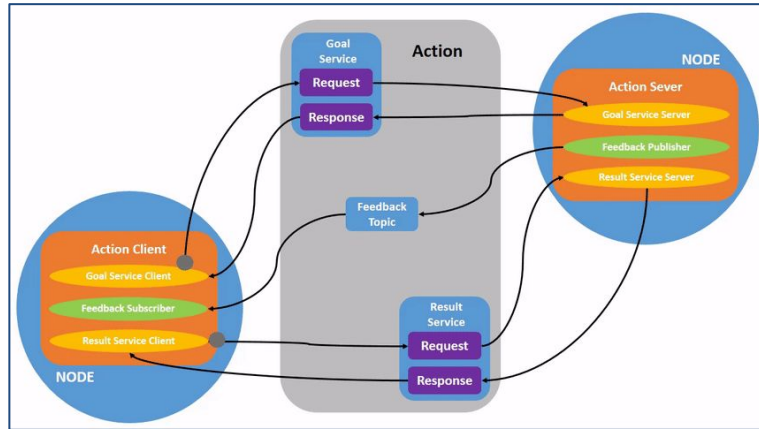 Goal
Service
Request
Response
Action
NODE
Action Sever
Goal Service Server
Feedback Publisher
Result Service Server
Feedback
Topic
Action Client
Goal Service Client
Feedback Subscriber
Result Service Client
NODE
Result
Service
Request
Response